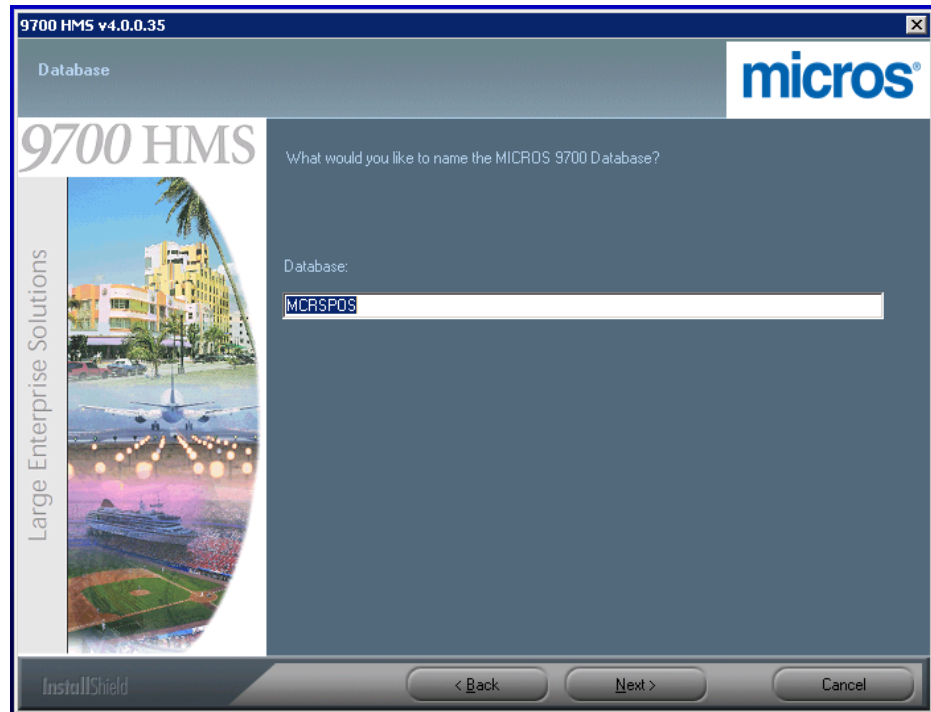 9700 HMS v4.0.0.35
Database
micros®
9700 HMS
Large Enterprise Solutions
What would you like to name the MICROS 9700 Database?
Database:
MCRSPOS
InstallShield
< Back
Next >
Cancel